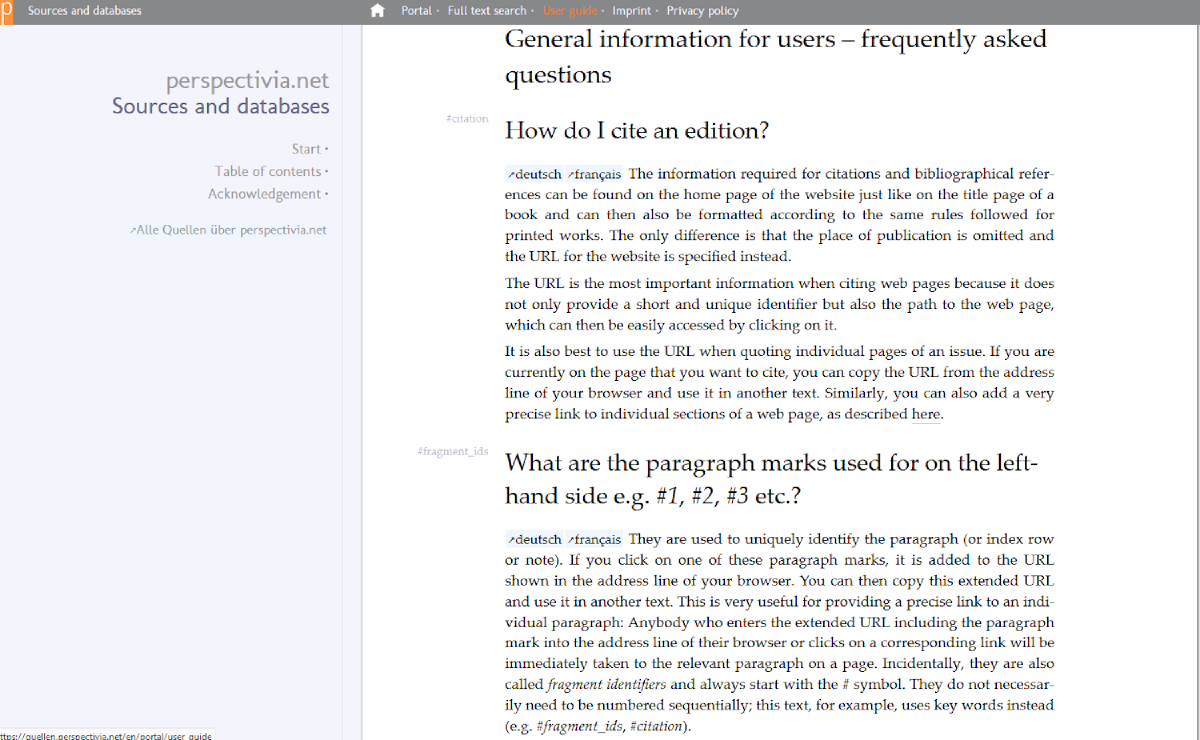 p Sources and databases
Portal · Full text search · User guide · Imprint · Privacy policy
perspectivia.net
Sources and databases
Start ·
Table of contents ·
Acknowledgement ·
↗Alle Quellen über perspectivia.net
General information for users – frequently asked
questions
#citation
How do I cite an edition?
↗deutsch ↗français The information required for citations and bibliographical refer-
ences can be found on the home page of the website just like on the title page of a
book and can then also be formatted according to the same rules followed for
printed works. The only difference is that the place of publication is omitted and
the URL for the website is specified instead.
The URL is the most important information when citing web pages because it does
not only provide a short and unique identifier but also the path to the web page,
which can then be easily accessed by clicking on it.
It is also best to use the URL when quoting individual pages of an issue. If you are
currently on the page that you want to cite, you can copy the URL from the address
line of your browser and use it in another text. Similarly, you can also add a very
precise link to individual sections of a web page, as described here.
#fragment_ids
What are the paragraph marks used for on the left-
hand side e.g. #1, #2, #3 etc.?
↗deutsch ↗français They are used to uniquely identify the paragraph (or index row
or note). If you click on one of these paragraph marks, it is added to the URL
shown in the address line of your browser. You can then copy this extended URL
and use it in another text. This is very useful for providing a precise link to an indi-
vidual paragraph: Anybody who enters the extended URL including the paragraph
mark into the address line of their browser or clicks on a corresponding link will be
immediately taken to the relevant paragraph on a page. Incidentally, they are also
called fragment identifiers and always start with the # symbol. They do not necessar-
ily need to be numbered sequentially; this text, for example, uses key words instead
(e.g. #fragment_ids, #citation).
ttps://quellen.perspectivia.net/en/portal/user_guide